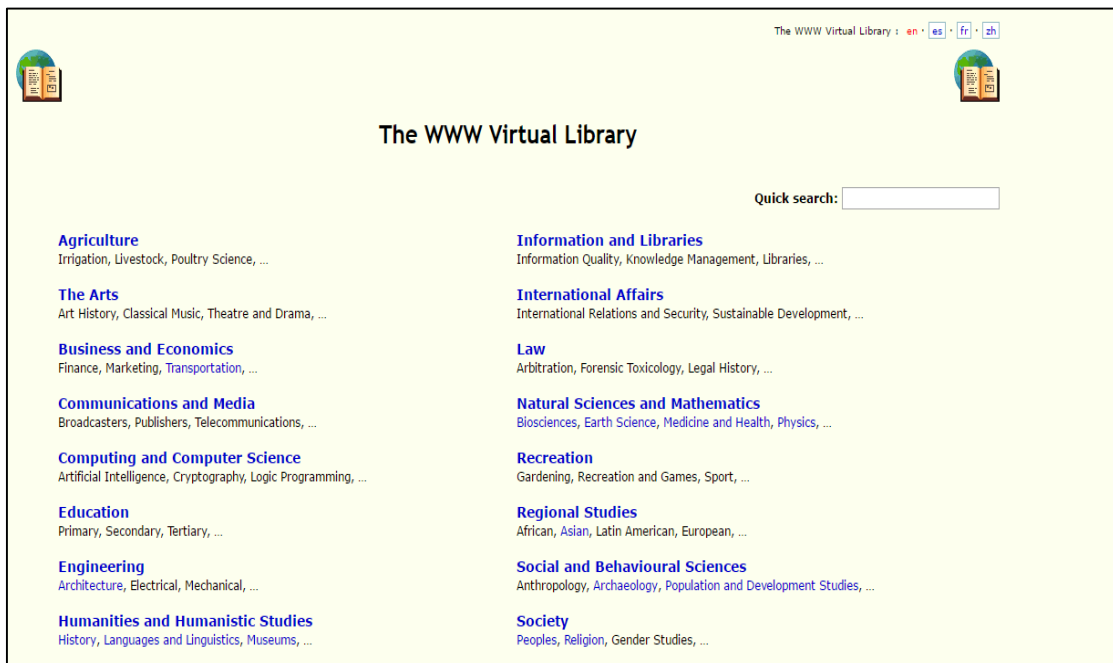 The WWW Virtual Library : en · es · fr · zh
The WWW Virtual Library
Quick search:
Agriculture
Irrigation, Livestock, Poultry Science, ...
The Arts
Art History, Classical Music, Theatre and Drama, ...
Business and Economics
Finance, Marketing, Transportation, ...
Communications and Media
Broadcasters, Publishers, Telecommunications, ...
Computing and Computer Science
Artificial Intelligence, Cryptography, Logic Programming, ...
Education
Primary, Secondary, Tertiary, ...
Engineering
Architecture, Electrical, Mechanical, ...
Humanities and Humanistic Studies
History, Languages and Linguistics, Museums, ...
Information and Libraries
Information Quality, Knowledge Management, Libraries, ...
International Affairs
International Relations and Security, Sustainable Development, ...
Law
Arbitration, Forensic Toxicology, Legal History, ...
Natural Sciences and Mathematics
Biosciences, Earth Science, Medicine and Health, Physics, ...
Recreation
Gardening, Recreation and Games, Sport, ...
Regional Studies
African, Asian, Latin American, European, ...
Social and Behavioural Sciences
Anthropology, Archaeology, Population and Development Studies, ...
Society
Peoples, Religion, Gender Studies, ...